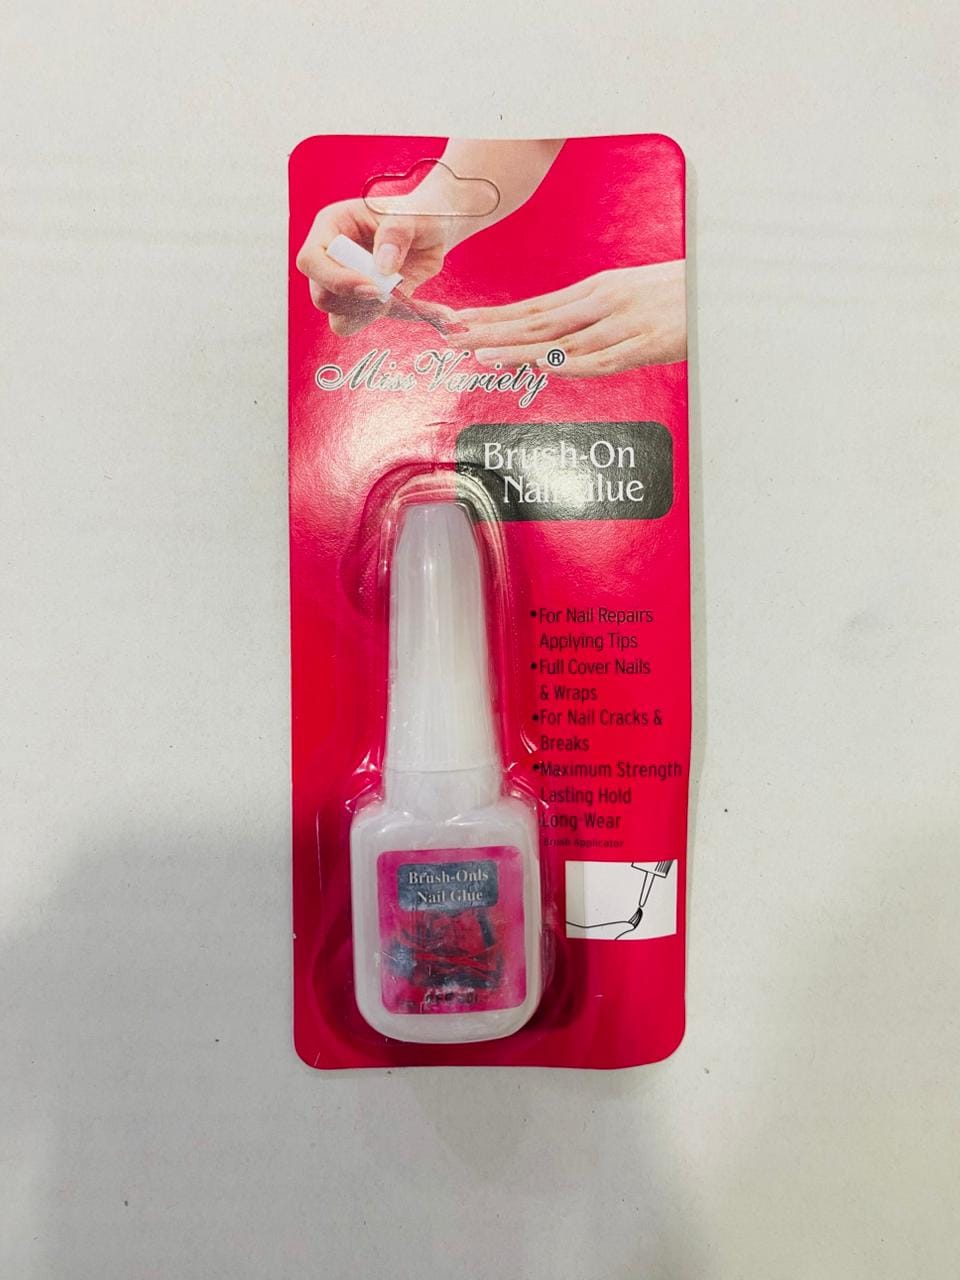 Miss Variety®
Brush-On
Nail Glue
•For Nail Repairs
Applying Tips
•Full Cover Nails
& Wraps
•For Nail Cracks &
Breaks
•Maximum Strength
Lasting Hold
Long Wear
Brush Applicator
Brush-Onls
Nail Glue